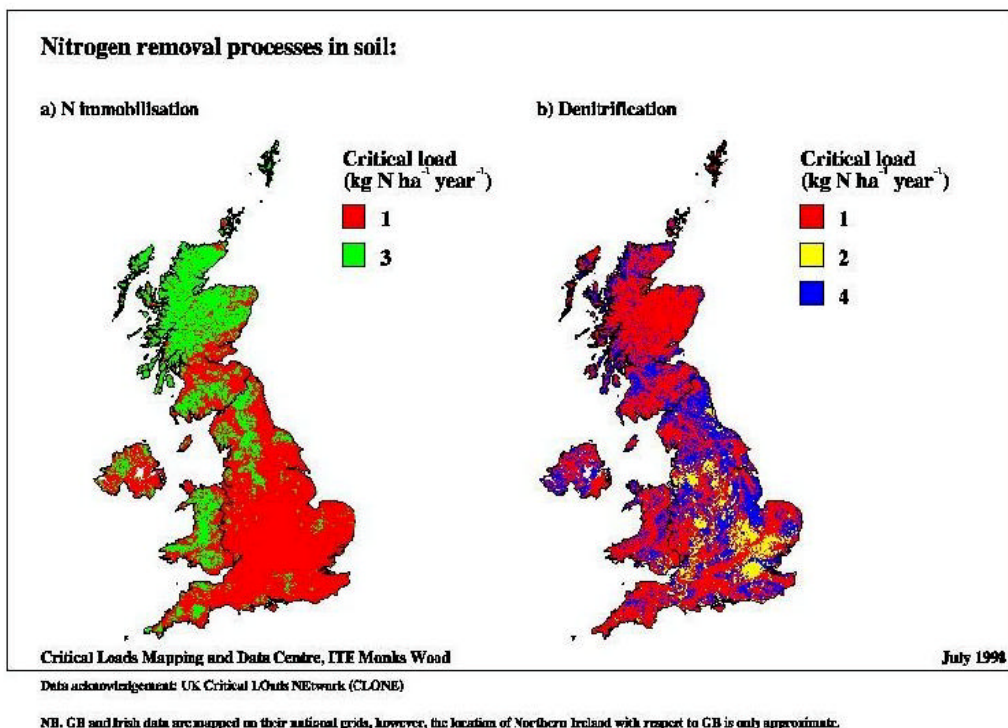 Nitrogen removal processes in soil:
a) N immobilisation
Critical load
(kg N ha⁻¹ year⁻¹)
1
3
b) Denitrification
Critical load
(kg N ha⁻¹ year⁻¹)
1
2
4
Critical Loads Mapping and Data Centre, ITE Monks Wood
July
Data acknowledgement: UK Critical LOads NEtwork (CLONE)
NB. GB and Irish data are mapped on their national grids, however, the location of Northern Ireland with respect to GB is only approximate.